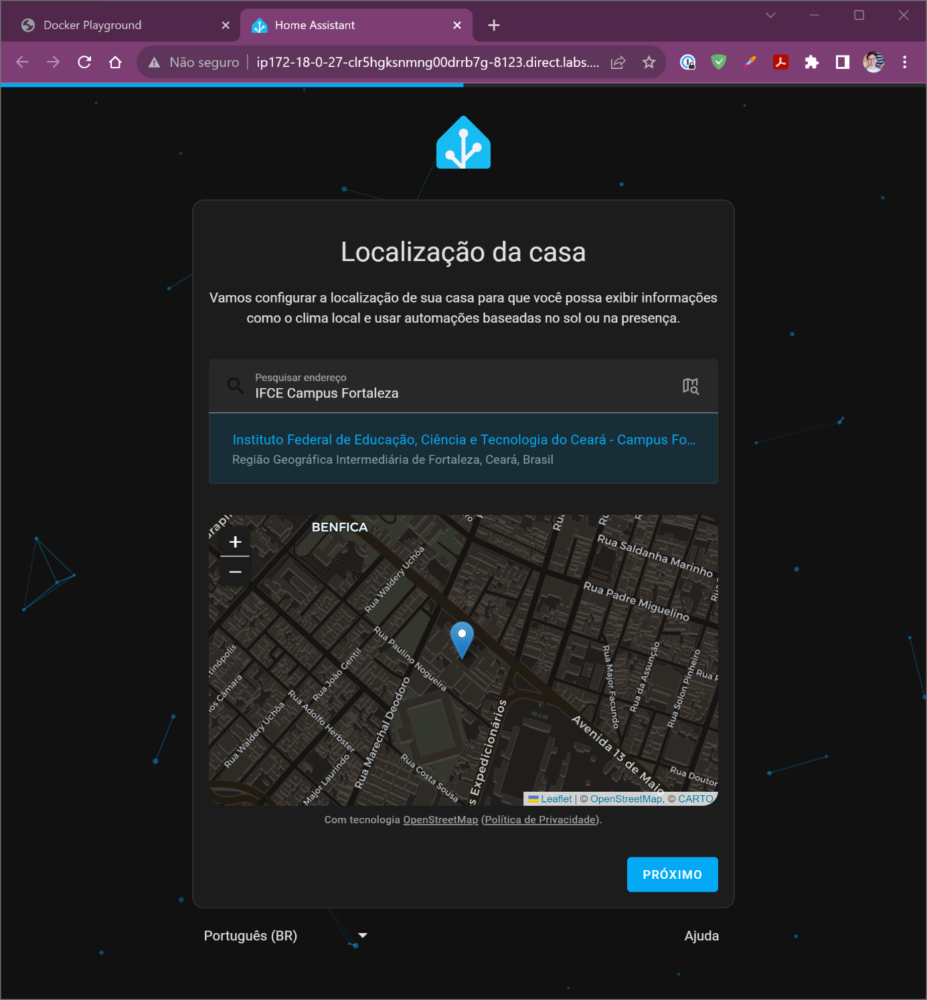 Docker Playground
Home Assistant
Não seguro
ip172-18-0-27-clr5hgksnmng00drrb7g-8123.direct.labs....
Localização da casa
Vamos configurar a localização de sua casa para que você possa exibir informações
como o clima local e usar automações baseadas no sol ou na presença.
Pesquisar endereço
IFCE Campus Fortaleza
Instituto Federal de Educação, Ciência e Tecnologia do Ceará - Campus Fo...
Região Geográfica Intermediária de Fortaleza, Ceará, Brasil
BENFICA
+
−
Rua Saldanha Marinho
Rua Waldery Uchôa
Rua Padre Miguelino
Rua Paulino Nogueira
Rua João Gentil
Rua Major Facundo
Rua da Assunção
Rua Solon Pinheiro
Rua Adolfo Herbster
Rua Waldery Uchôa
Rua Marechal Deodoro
Major Laurindo
Rua Costa Sousa
s Expedicionários
Avenida 13 de Maio
Rua Doutor
Leaflet | © OpenStreetMap, © CARTO
Com tecnologia OpenStreetMap (Política de Privacidade).
PRÓXIMO
Português (BR)
Ajuda